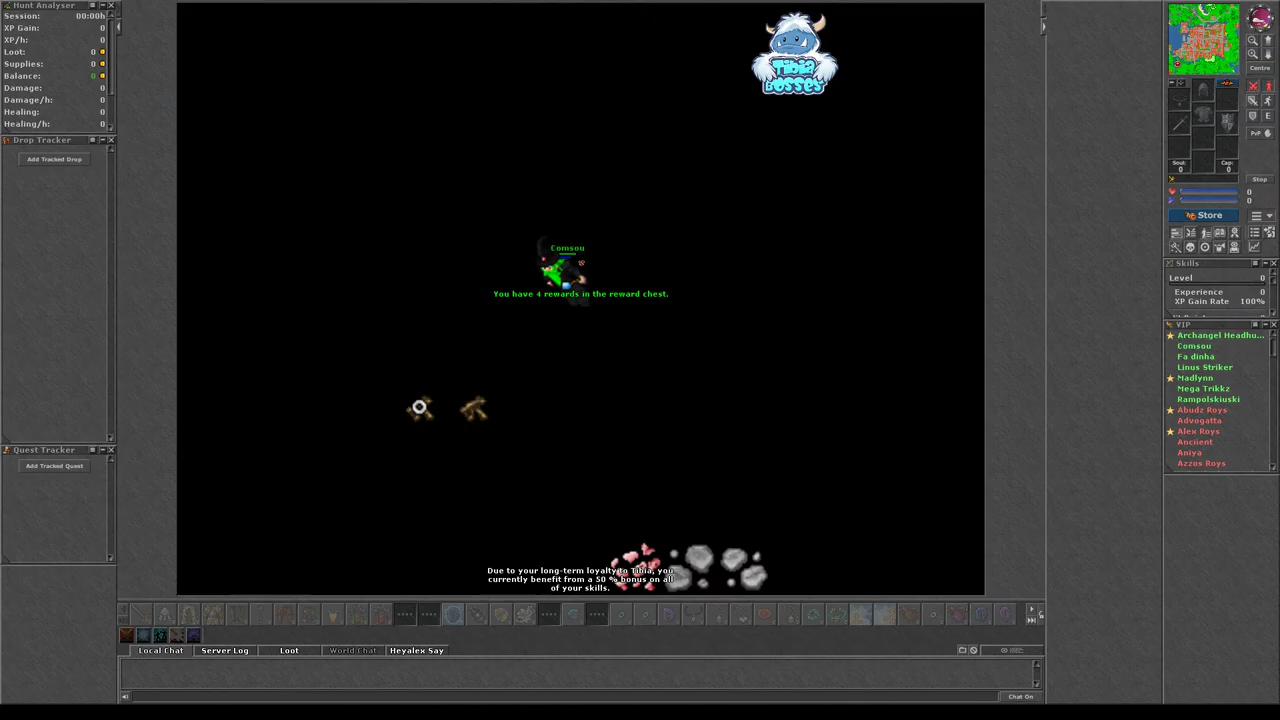 Hunt Analyser
Session: 00:00h
XP Gain: 0
XP/h: 0
Loot: 0
Supplies: 0
Balance: 0
Damage: 0
Damage/h: 0
Healing: 0
Healing/h: 0
Drop Tracker
Add Tracked Drop
Quest Tracker
Add Tracked Quest
Tibia
Bosses
Comsou
You have 4 rewards in the reward chest.
Due to your long-term loyalty to Tibia, you
currently benefit from a 50 % bonus on all
of your skills.
Local Chat
Server Log
Loot
World Chat
Heyalex Say
Chat On
Centre
E
PvP
Soul:
0
Cap:
0
Stop
0
0
Store
Skills
Level 0
Experience 0
XP Gain Rate 100%
VIP
Archangel Headhu...
Comsou
Fa dinha
Linus Striker
Madlynn
Mega Trikkz
Rampolskiuski
Abudz Roys
Advogatta
Alex Roys
Anciient
Aniya
Azzus Roys